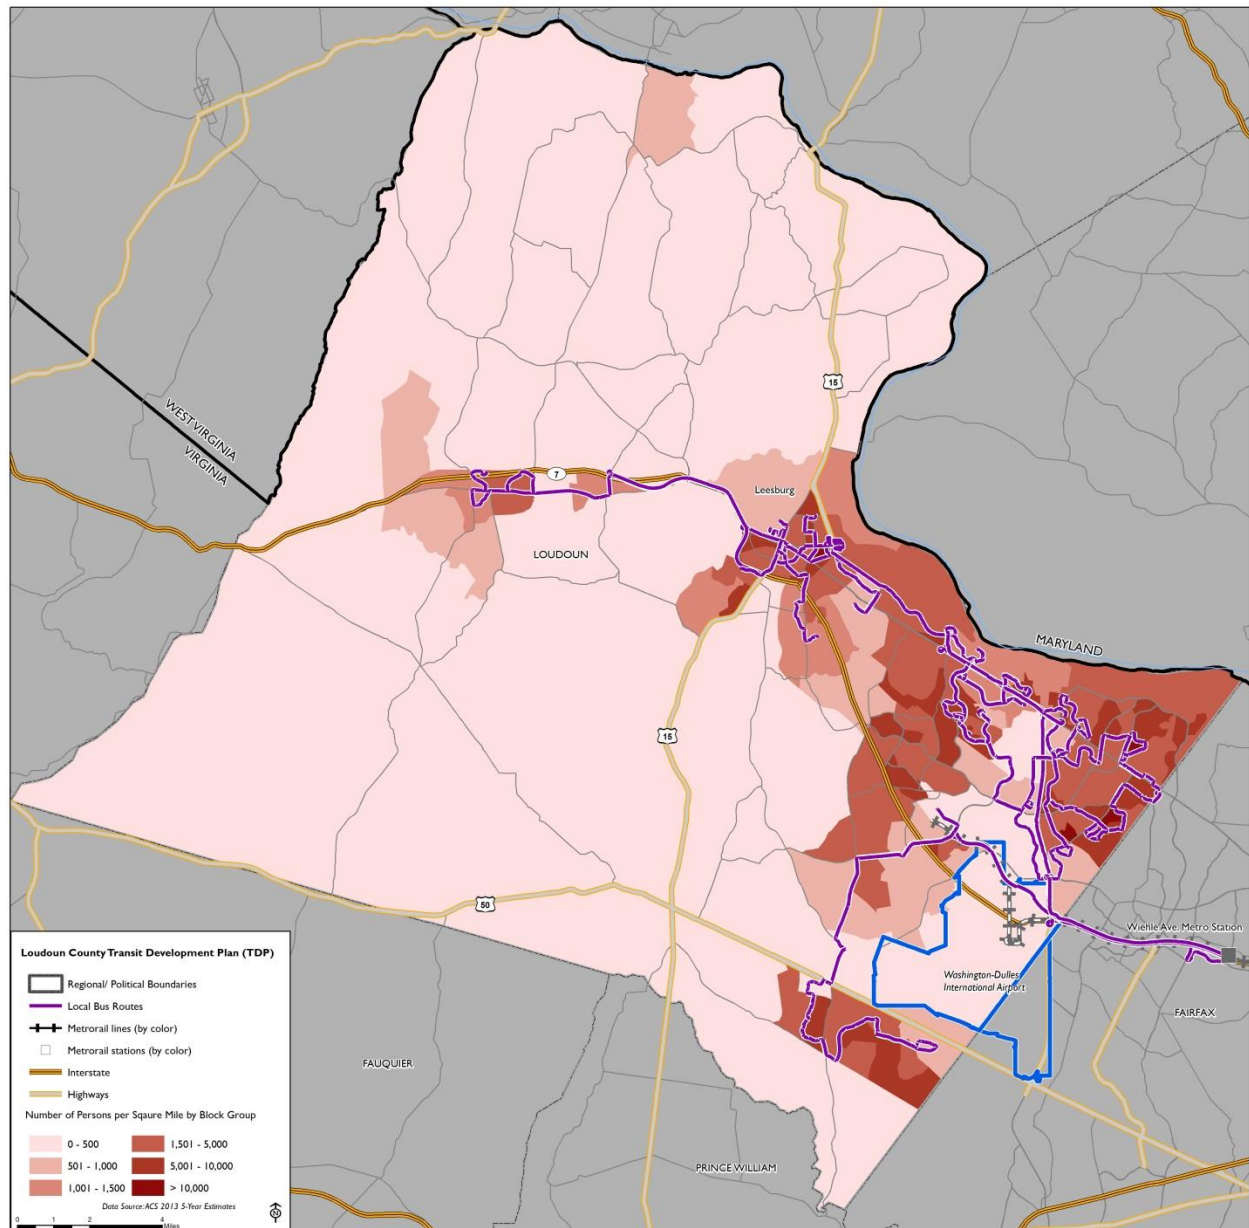 15
WEST VIRGINIA
VIRGINIA
7
Leesburg
LOUDOUN
MARYLAND
15
50
Wiehle Ave. Metro Station
Washington-Dulles
International Airport
FAIRFAX
FAUQUIER
PRINCE WILLIAM
Loudoun County Transit Development Plan (TDP)
Regional/ Political Boundaries
Local Bus Routes
Metrorail lines (by color)
Metrorail stations (by color)
Interstate
Highways
Number of Persons per Sqaure Mile by Block Group
0 - 500
1,501 - 5,000
501 - 1,000
5,001 - 10,000
1,001 - 1,500
> 10,000
Data Source: ACS 2013 5-Year Estimates
N
0 1 2 4
Miles